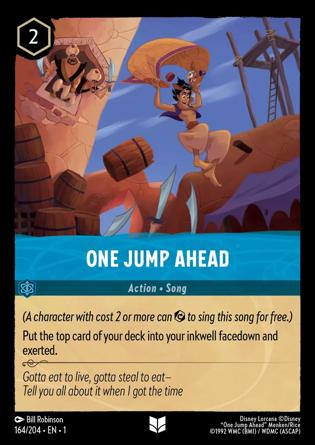 2
ONE JUMP AHEAD
Action • Song
(A character with cost 2 or more can to sing this song for free.)
Put the top card of your deck into your inkwell facedown and
exerted.
Gotta eat to live, gotta steal to eat–
Tell you all about it when I got the time
Bill Robinson
164/204 • EN • 1
Disney Lorcana ©Disney
"One Jump Ahead" Menken/Rice
©1992 WMC (BMI) / WDMC (ASCAP)